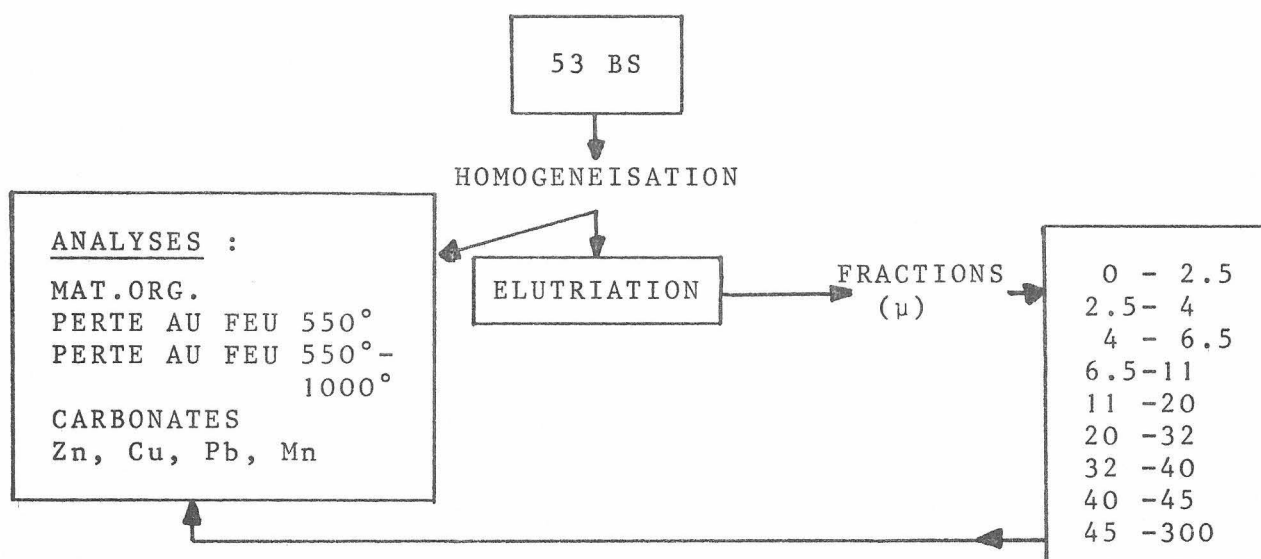 53 BS
HOMOGENEISATION
ANALYSES :
MAT.ORG.
PERTE AU FEU 550°
PERTE AU FEU 550°-
1000°
CARBONATES
Zn, Cu, Pb, Mn
ELUTRIATION
FRACTIONS
(µ)
0 - 2.5
2.5- 4
4 - 6.5
6.5-11
11 -20
20 -32
32 -40
40 -45
45 -300